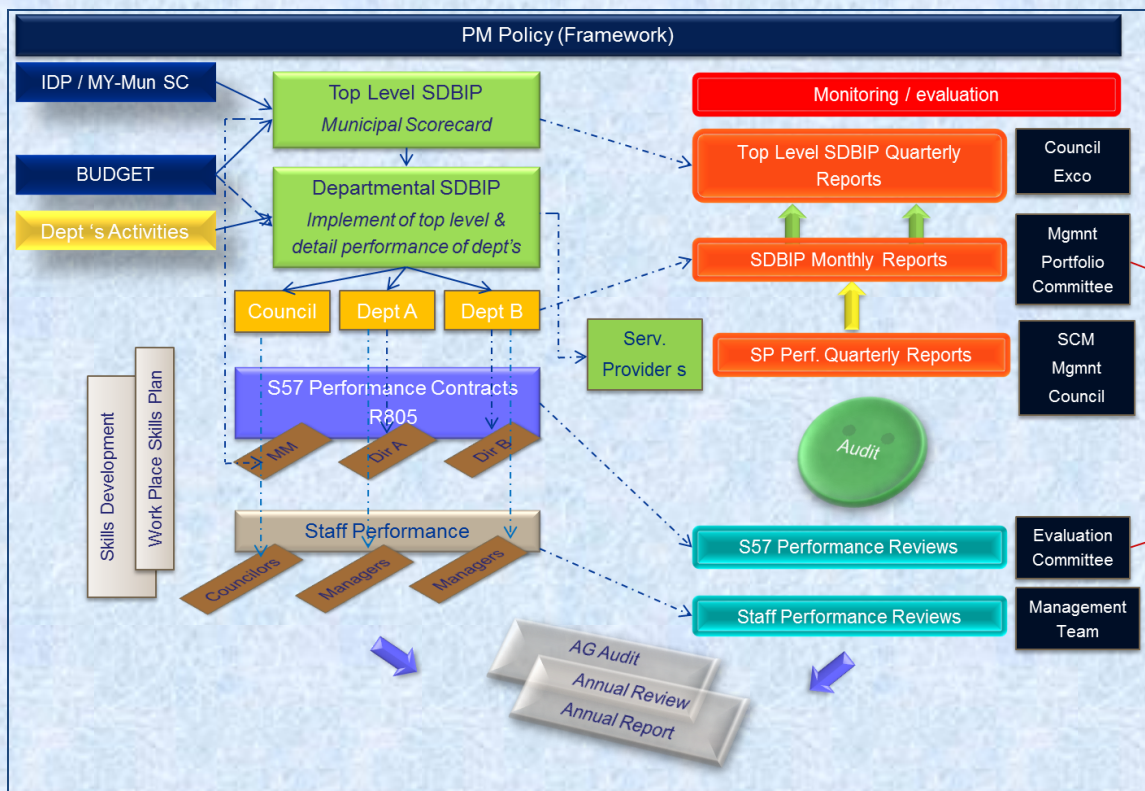 PM Policy (Framework)
IDP / MY-Mun SC
BUDGET
Dept 's Activities
Top Level SDBIP
Municipal Scorecard
Departmental SDBIP
Implement of top level &
detail performance of dept's
Council
Dept A
Dept B
Serv.
Provider s
S57 Performance Contracts
R805
MM
Dir A
Dir B
Skills Development
Work Place Skills Plan
Staff Performance
Councilors
Managers
Managers
Monitoring / evaluation
Top Level SDBIP Quarterly
Reports
Council
Exco
SDBIP Monthly Reports
Mgmnt
Portfolio
Committee
SP Perf. Quarterly Reports
SCM
Mgmnt
Council
Audit
S57 Performance Reviews
Evaluation
Committee
Staff Performance Reviews
Management
Team
AG Audit
Annual Review
Annual Report